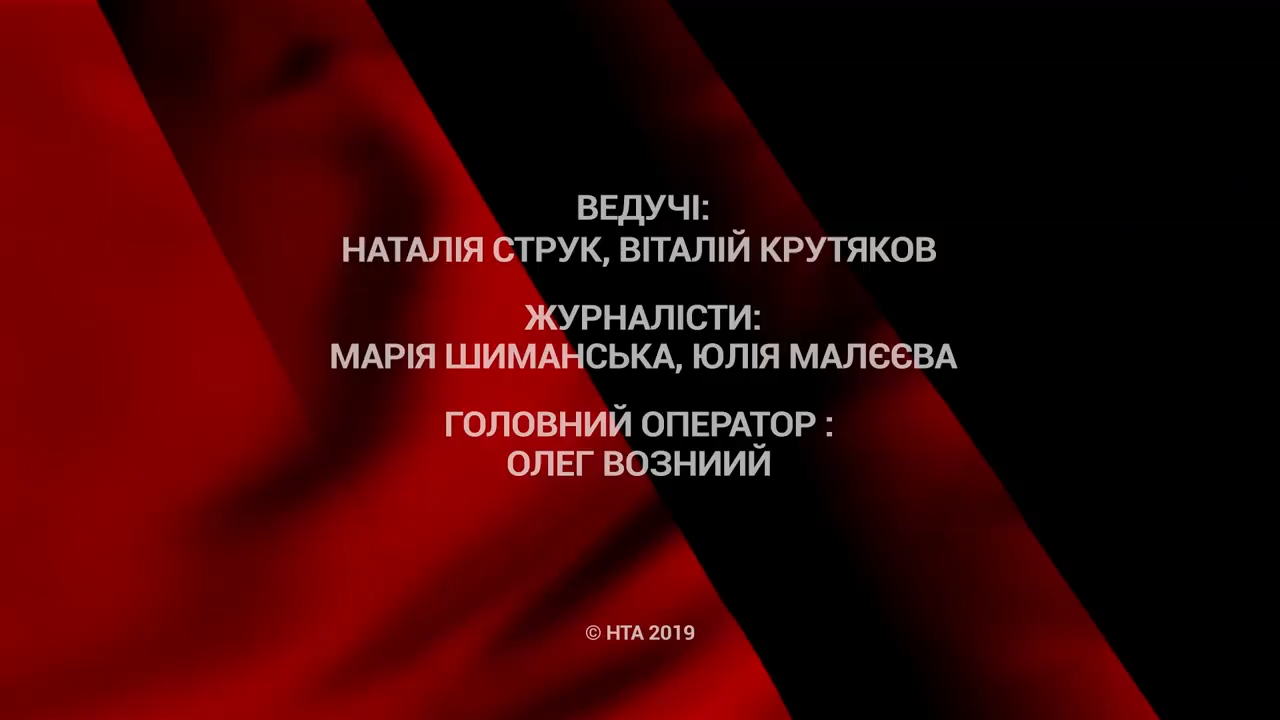 ВЕДУЧІ:
НАТАЛІЯ СТРУК, ВІТАЛІЙ КРУТЯКОВ
ЖУРНАЛІСТИ:
МАРІЯ ШИМАНСЬКА, ЮЛІЯ МАЛЄЄВА
ГОЛОВНИЙ ОПЕРАТОР :
ОЛЕГ ВОЗНИИЙ
© НТА 2019